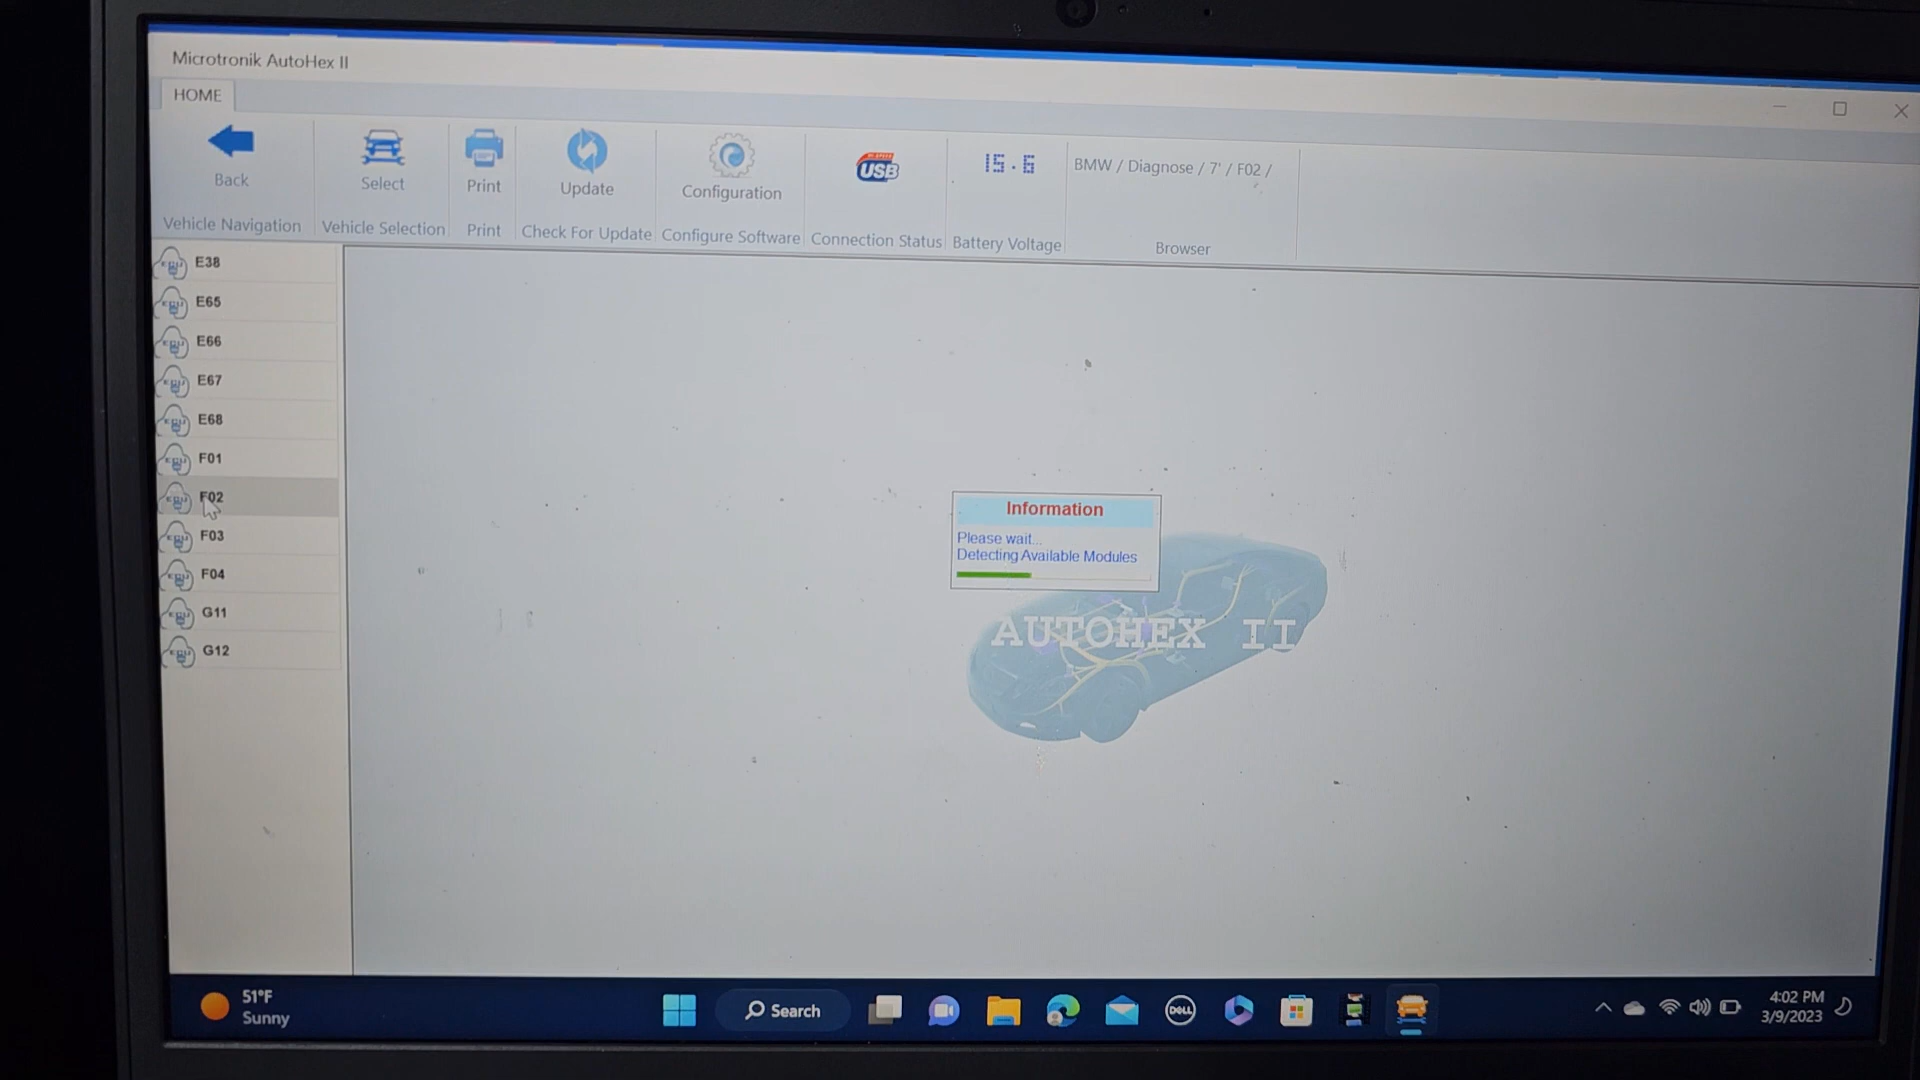 Microtronik AutoHex II
HOME
Back
Select
Print
Update
Configuration
USB
15.6
BMW / Diagnose / 7' / F02 /
Vehicle Navigation
Vehicle Selection
Print
Check For Update
Configure Software
Connection Status
Battery Voltage
Browser
E38
E65
E66
E67
E68
F01
F02
F03
F04
G11
G12
Information
Please wait...
Detecting Available Modules
AUTOHEX II
51°F
Sunny
Search
DELL
4:02 PM
3/9/2023